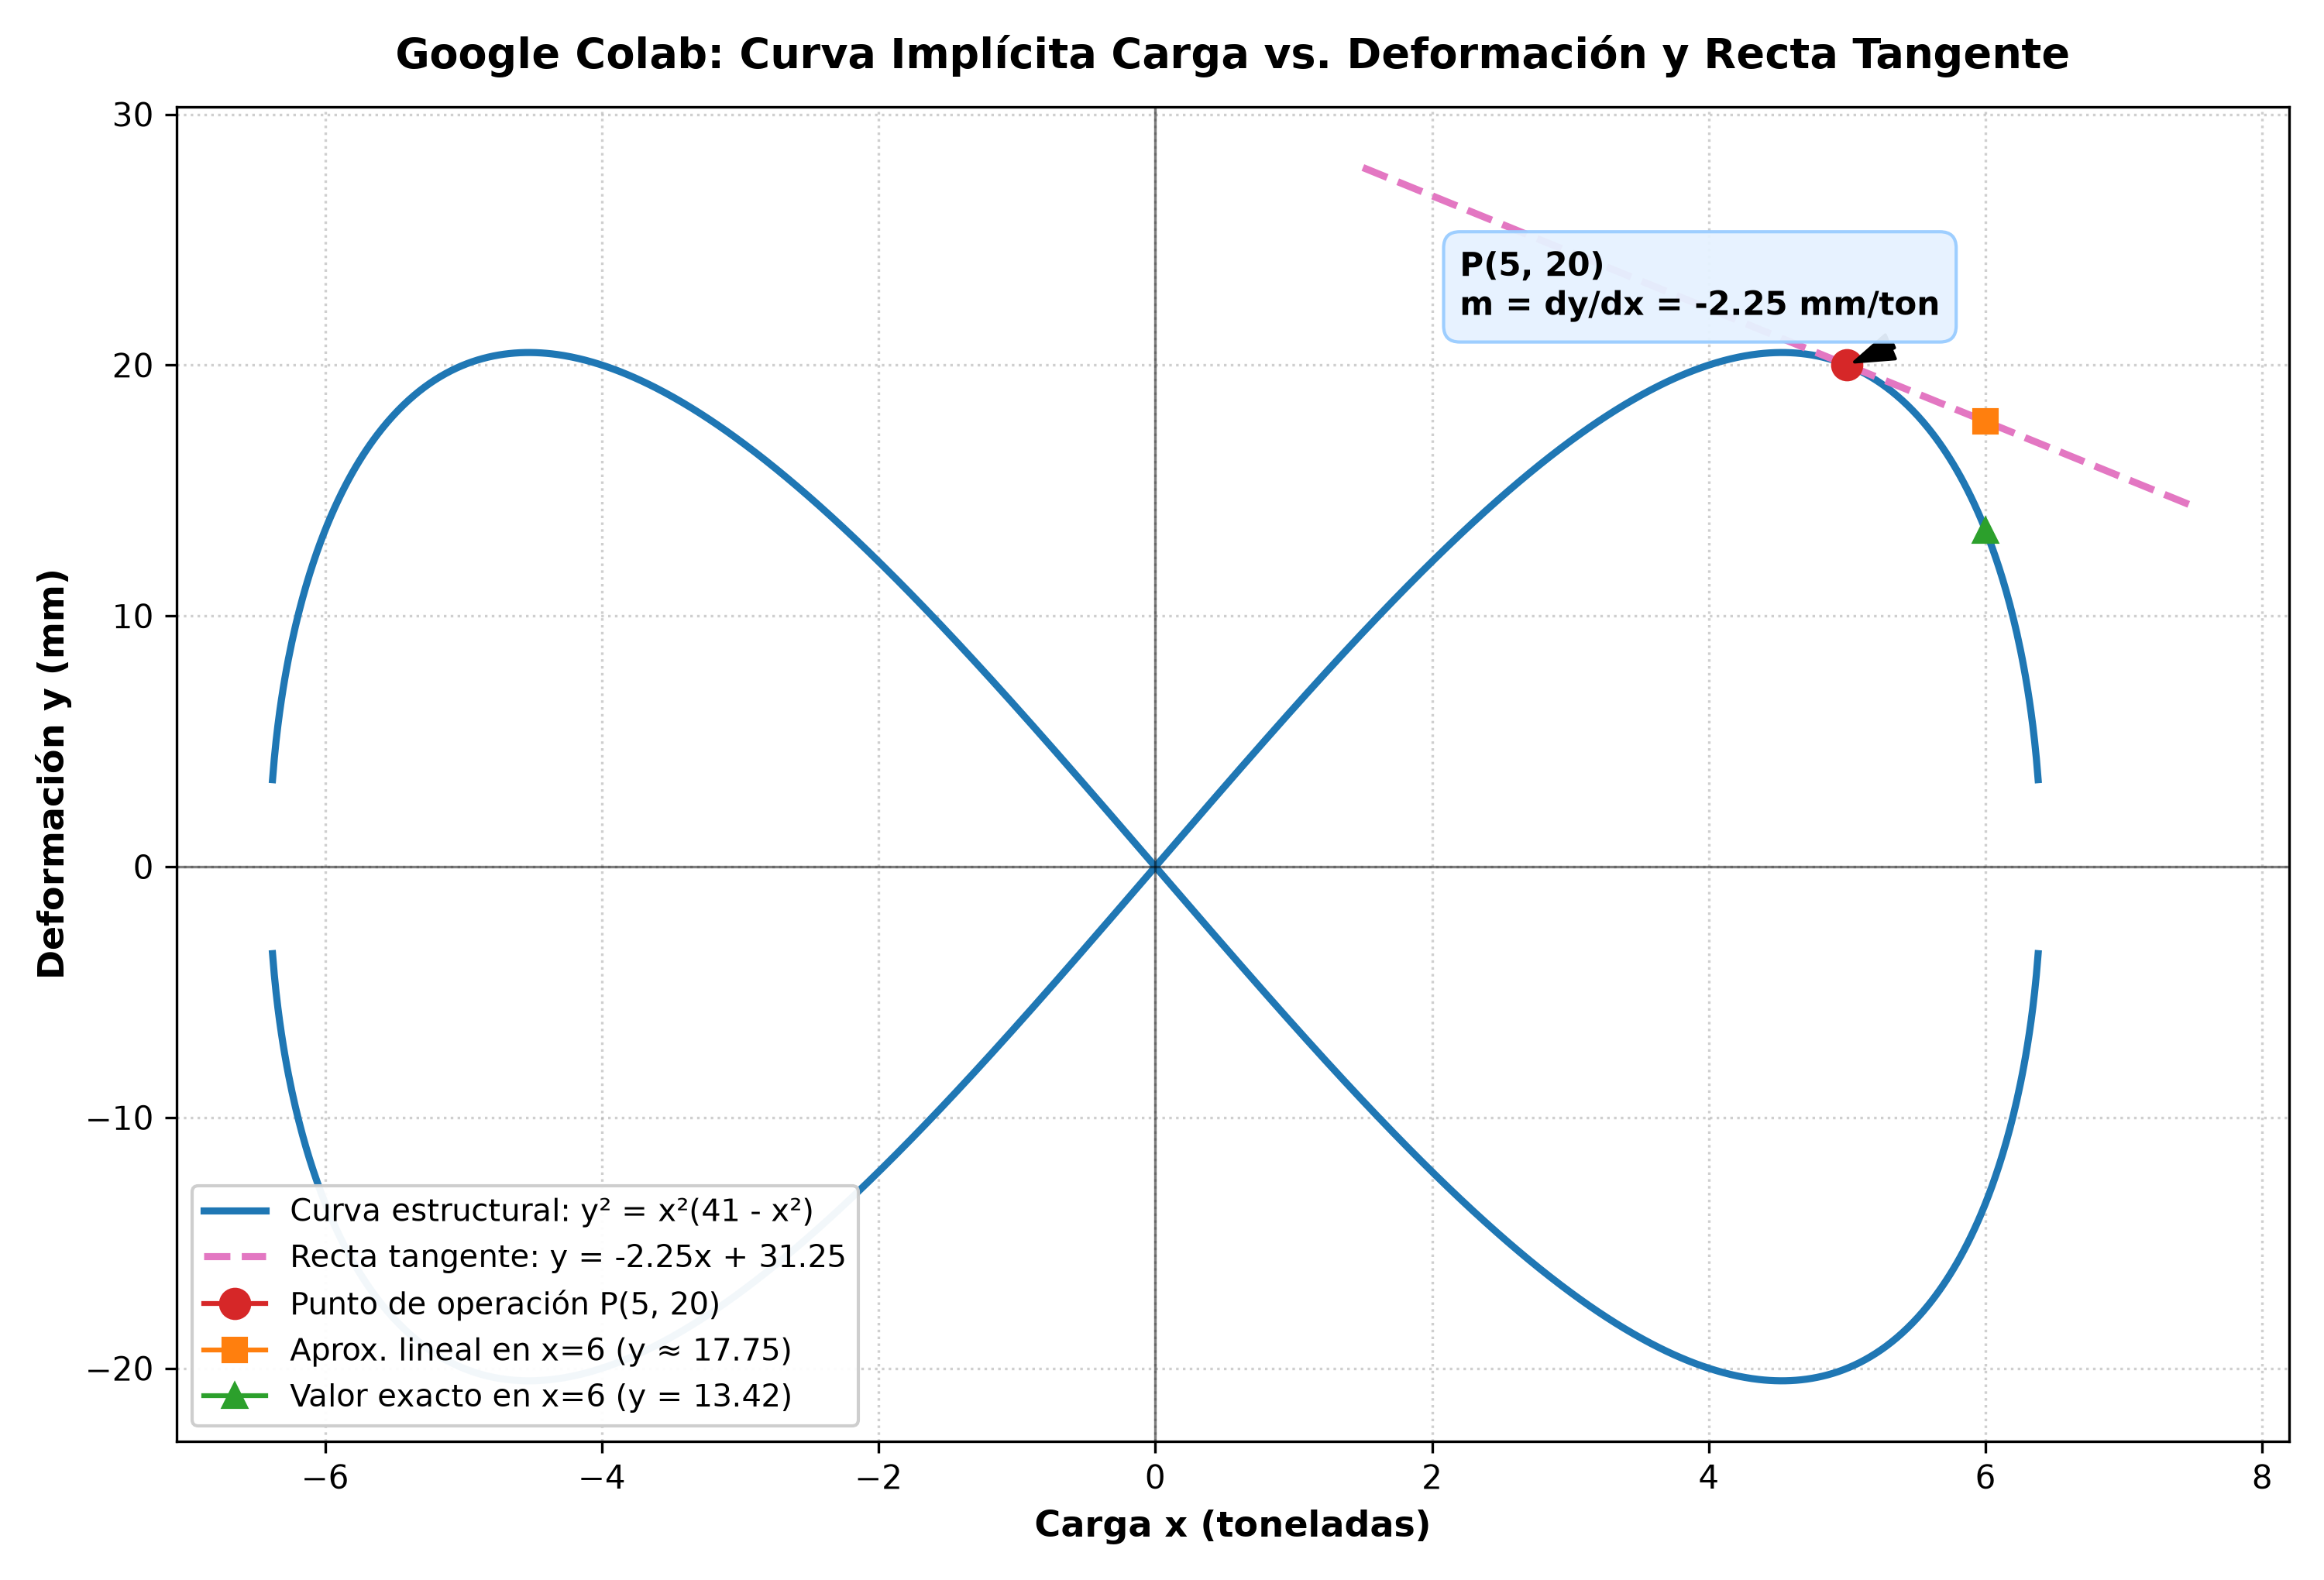 Google Colab: Curva Implícita Carga vs. Deformación y Recta Tangente
30
20
10
0
−10
−20
Deformación y (mm)
P(5, 20)
m = dy/dx = -2.25 mm/ton
Curva estructural: y² = x²(41 - x²)
Recta tangente: y = -2.25x + 31.25
Punto de operación P(5, 20)
Aprox. lineal en x=6 (y ≈ 17.75)
Valor exacto en x=6 (y = 13.42)
−6 −4 −2 0 2 4 6 8
Carga x (toneladas)